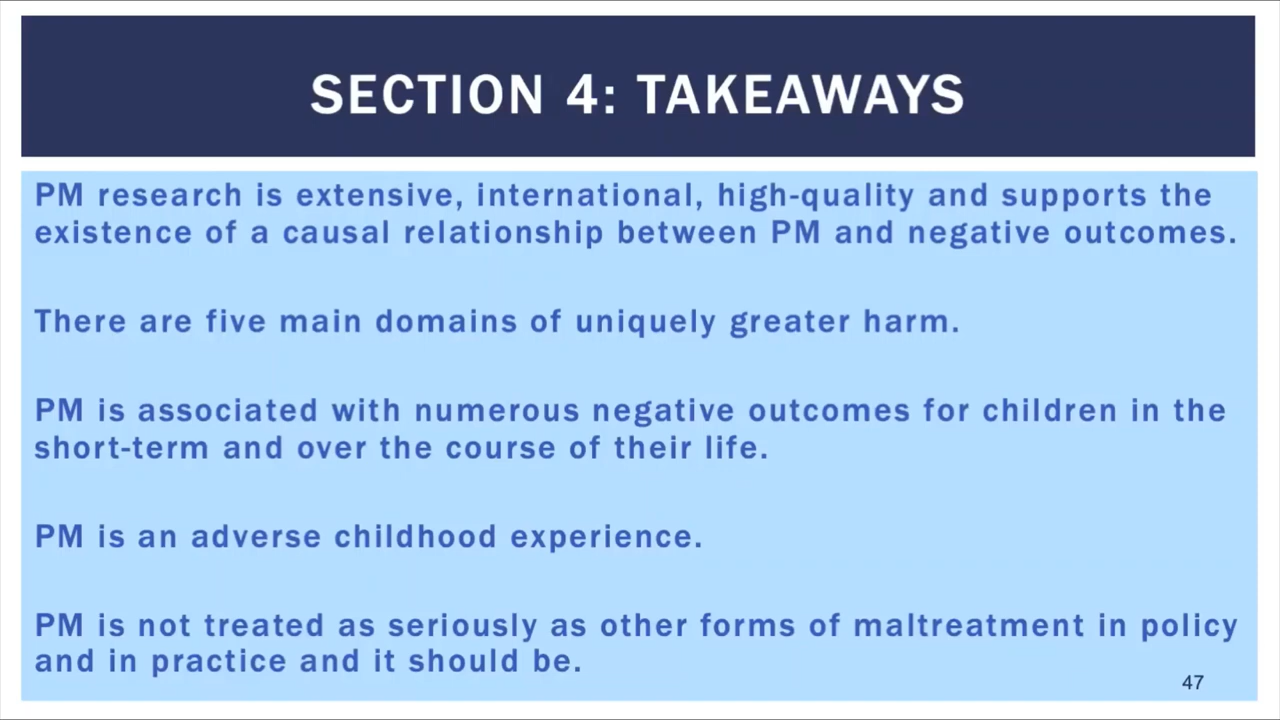 SECTION 4: TAKEAWAYS
PM research is extensive, international, high-quality and supports the
existence of a causal relationship between PM and negative outcomes.
There are five main domains of uniquely greater harm.
PM is associated with numerous negative outcomes for children in the
short-term and over the course of their life.
PM is an adverse childhood experience.
PM is not treated as seriously as other forms of maltreatment in policy
and in practice and it should be.
47